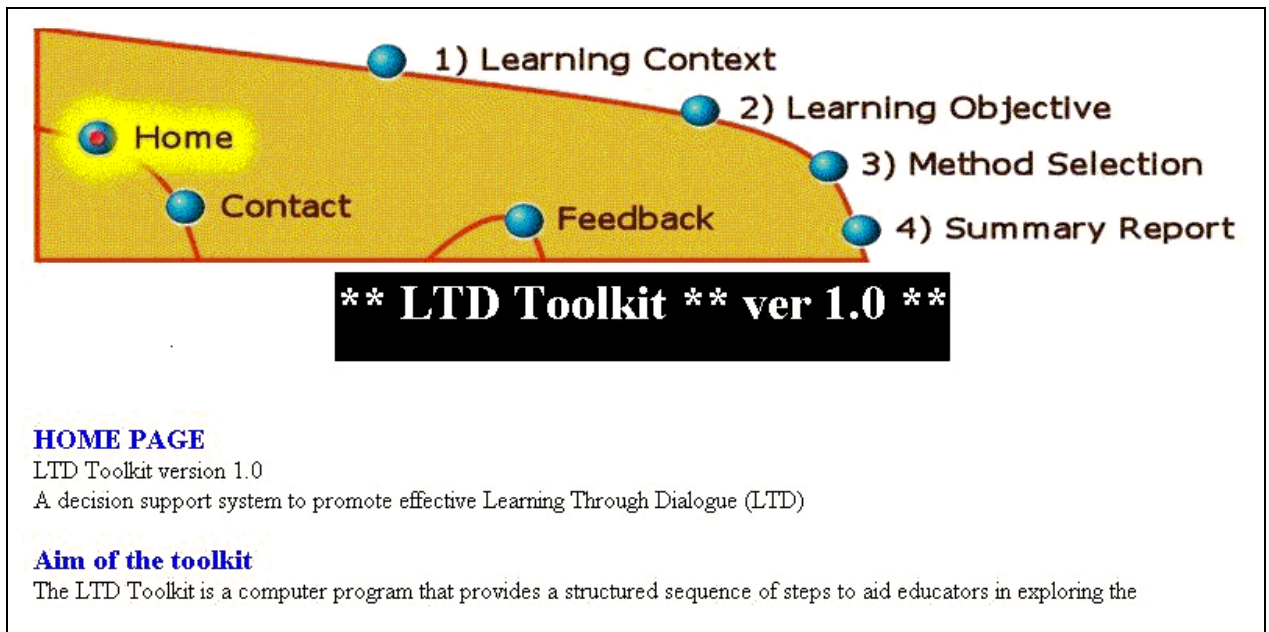 1) Learning Context
2) Learning Objective
Home
3) Method Selection
Contact
Feedback
4) Summary Report
** LTD Toolkit ** ver 1.0 **
HOME PAGE
LTD Toolkit version 1.0
A decision support system to promote effective Learning Through Dialogue (LTD)
Aim of the toolkit
The LTD Toolkit is a computer program that provides a structured sequence of steps to aid educators in exploring the